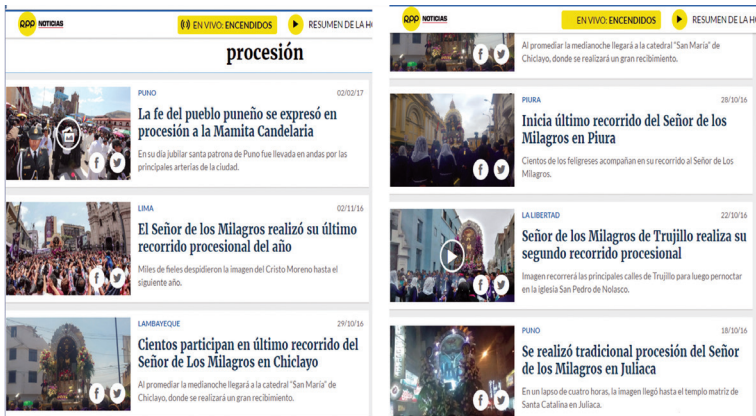 RPP NOTICIAS
EN VIVO: ENCENDIDOS
RESUMEN DE LA H
procesión
PUNO
02/02/17
La fe del pueblo puneño se expresó en
procesión a la Mamita Candelaria
En su día jubilar santa patrona de Puno fue llevada en andas por las
principales arterias de la ciudad.
LIMA
02/11/16
El Señor de los Milagros realizó su último
recorrido procesional del año
Miles de fieles despidieron la imagen del Cristo Moreno hasta el
siguiente año.
LAMBAYEQUE
29/10/16
Cientos participan en último recorrido del
Señor de Los Milagros en Chiclayo
Al promediar la medianoche llegará a la catedral "San María" de
Chiclayo, donde se realizará un gran recibimiento.
RPP NOTICIAS
EN VIVO: ENCENDIDOS
RESUMEN DE LA H
Al promediar la medianoche llegará a la catedral "San María" de
Chiclayo, donde se realizará un gran recibimiento.
PIURA
28/10/16
Inicia último recorrido del Señor de los
Milagros en Piura
Cientos de los feligreses acompañan en su recorrido al Señor de Los
Milagros.
LA LIBERTAD
22/10/16
Señor de los Milagros de Trujillo realiza su
segundo recorrido procesional
Imagen recorrerá las principales calles de Trujillo para luego pernoctar
en la iglesia San Pedro de Nolasco.
PUNO
18/10/16
Se realizó tradicional procesión del Señor
de los Milagros en Juliaca
En un lapso de cuatro horas, la imagen llegó hasta el templo matriz de
Santa Catalina en Juliaca.